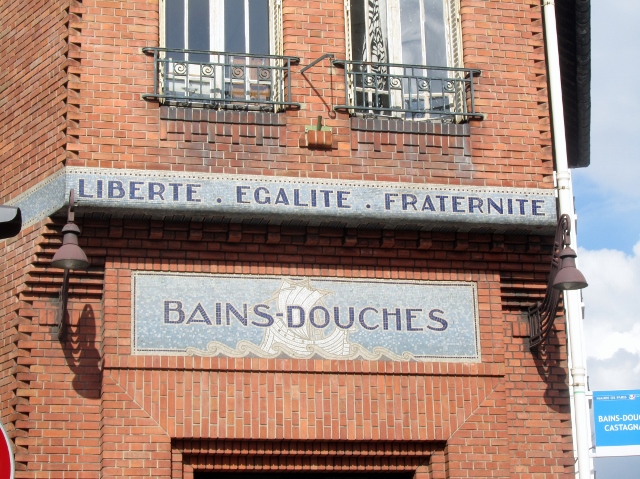 LIBERTE . EGALITE . FRATERNITE
BAINS-DOUCHES